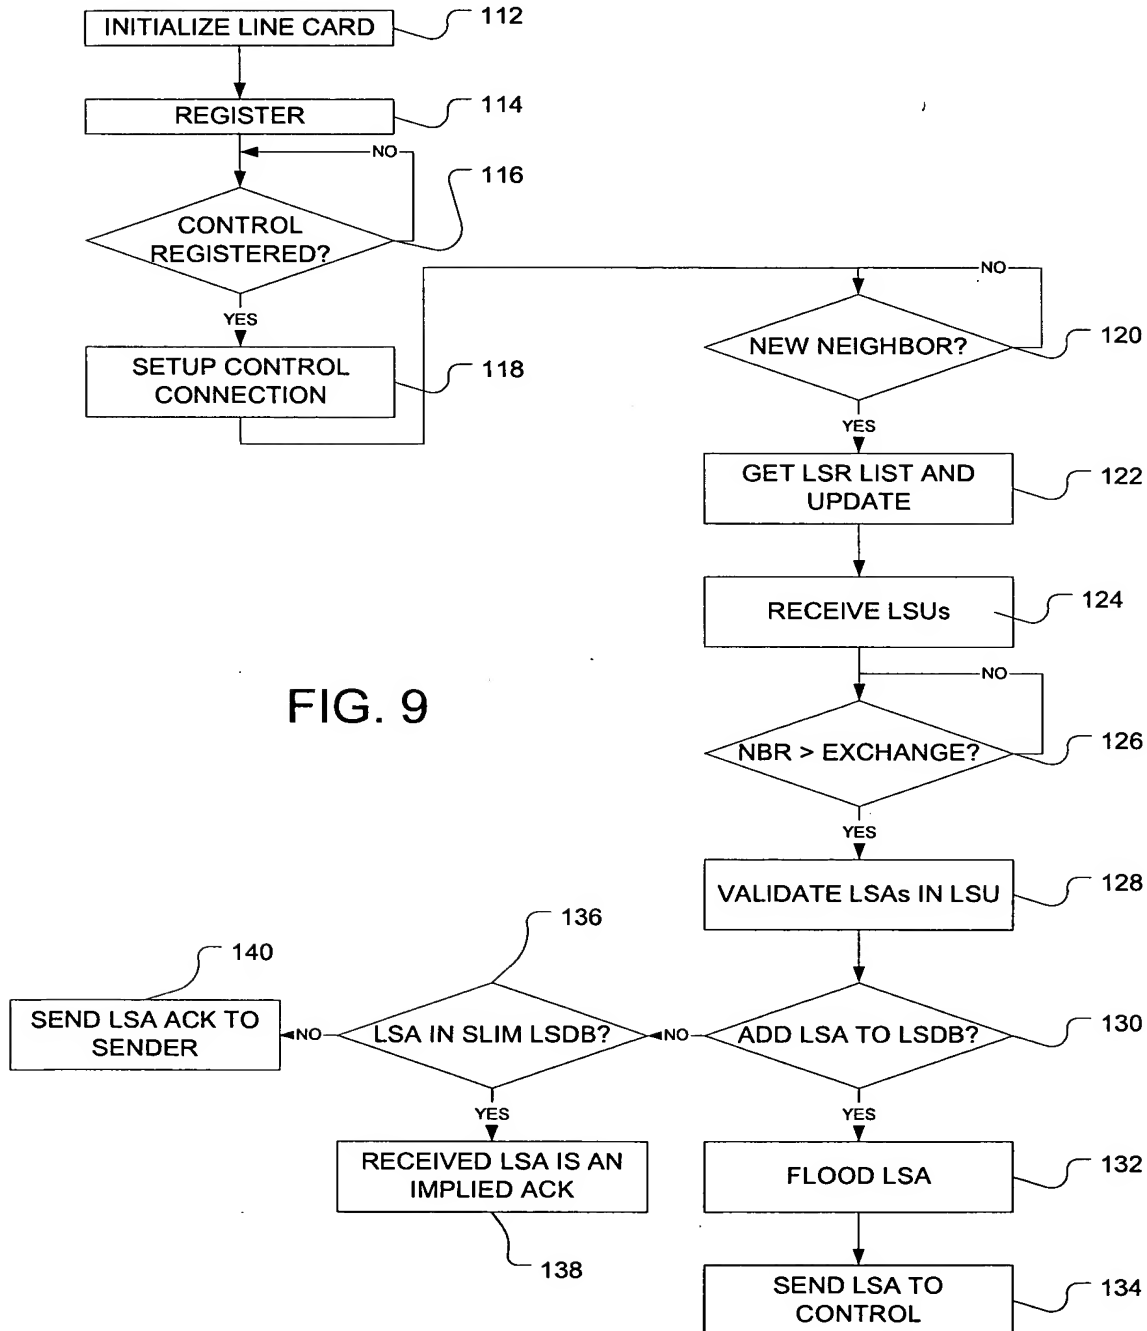 INITIALIZE LINE CARD
112
REGISTER
114
NO
CONTROL
REGISTERED?
116
YES
SETUP CONTROL
CONNECTION
118
NO
NEW NEIGHBOR?
120
YES
GET LSR LIST AND
UPDATE
122
RECEIVE LSUs
124
FIG. 9
NO
NBR > EXCHANGE?
126
YES
VALIDATE LSAs IN LSU
128
ADD LSA TO LSDB?
130
NO
LSA IN SLIM LSDB?
136
NO
SEND LSA ACK TO
SENDER
140
YES
RECEIVED LSA IS AN
IMPLIED ACK
138
YES
FLOOD LSA
132
SEND LSA TO
CONTROL
134